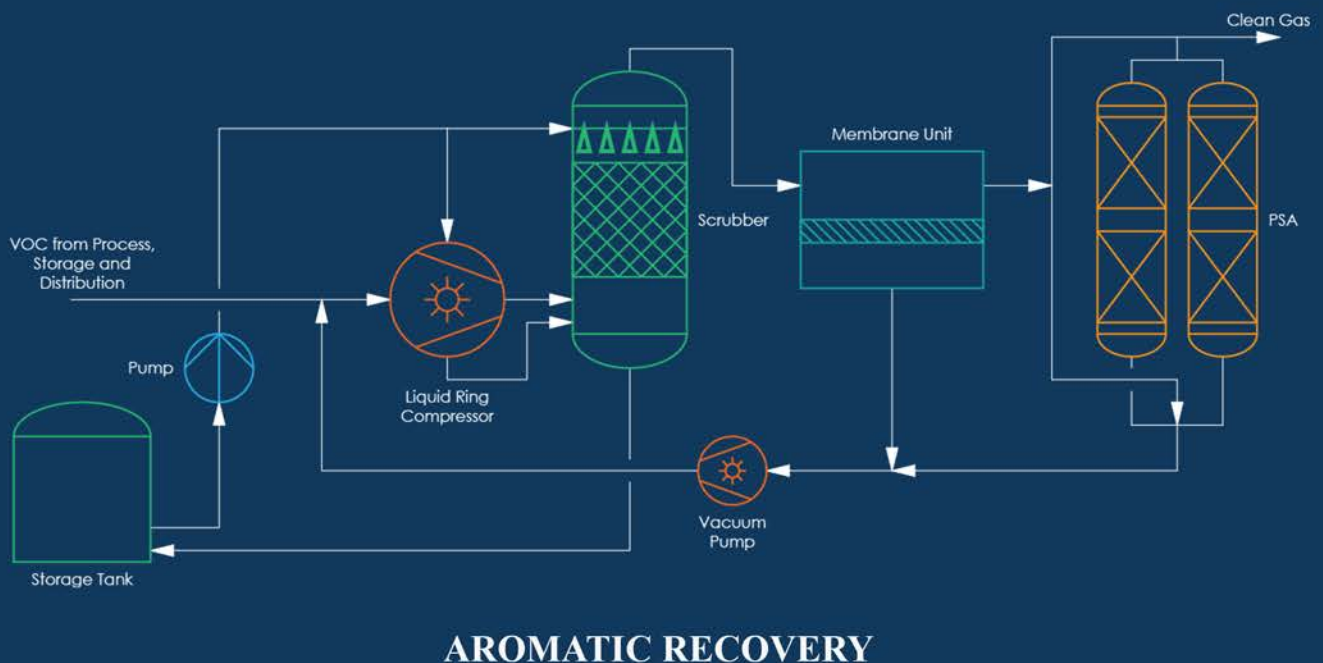 Clean Gas
Membrane Unit
Scrubber
PSA
VOC from Process,
Storage and
Distribution
Pump
Liquid Ring
Compressor
Vacuum
Pump
Storage Tank
AROMATIC RECOVERY